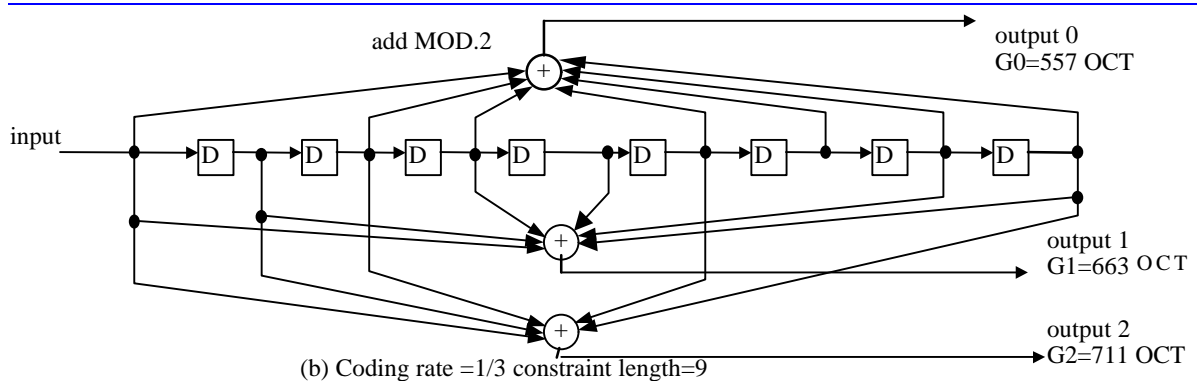 output 0
add MOD.2
G0=557 OCT
+
input
D D D D D D D D
+
output 1
G1=663 OCT
+
output 2
G2=711 OCT
(b) Coding rate =1/3 constraint length=9